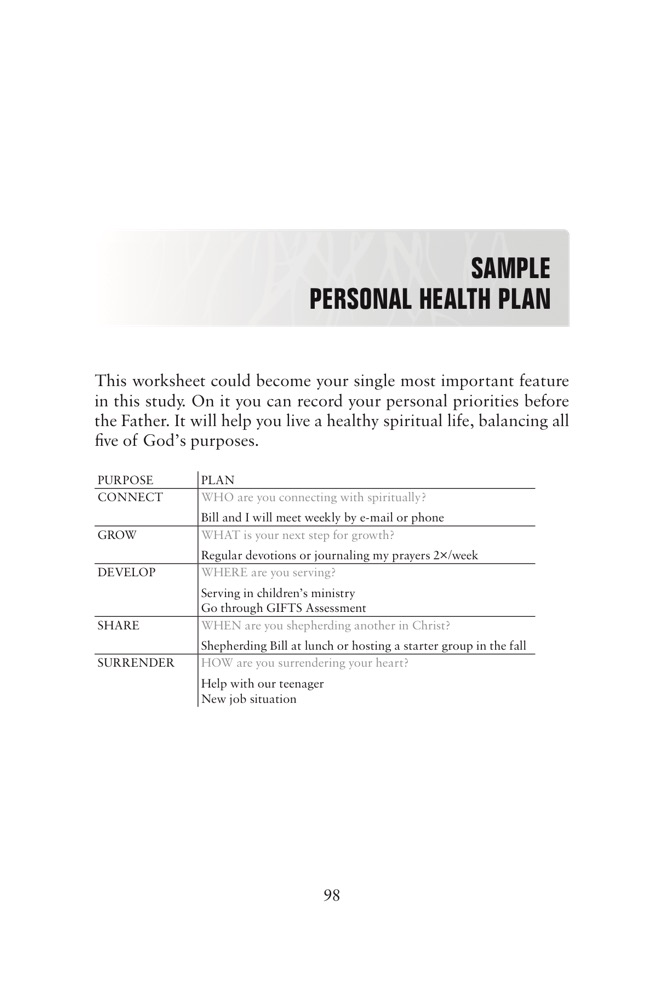 SAMPLE
PERSONAL HEALTH PLAN
This worksheet could become your single most important feature
in this study. On it you can record your personal priorities before
the Father. It will help you live a healthy spiritual life, balancing all
five of God’s purposes.
PURPOSE PLAN
CONNECT WHO are you connecting with spiritually?
Bill and I will meet weekly by e-mail or phone
GROW WHAT is your next step for growth?
Regular devotions or journaling my prayers 2×/week
DEVELOP WHERE are you serving?
Serving in children’s ministry
Go through GIFTS Assessment
SHARE WHEN are you shepherding another in Christ?
Shepherding Bill at lunch or hosting a starter group in the fall
SURRENDER HOW are you surrendering your heart?
Help with our teenager
New job situation
98